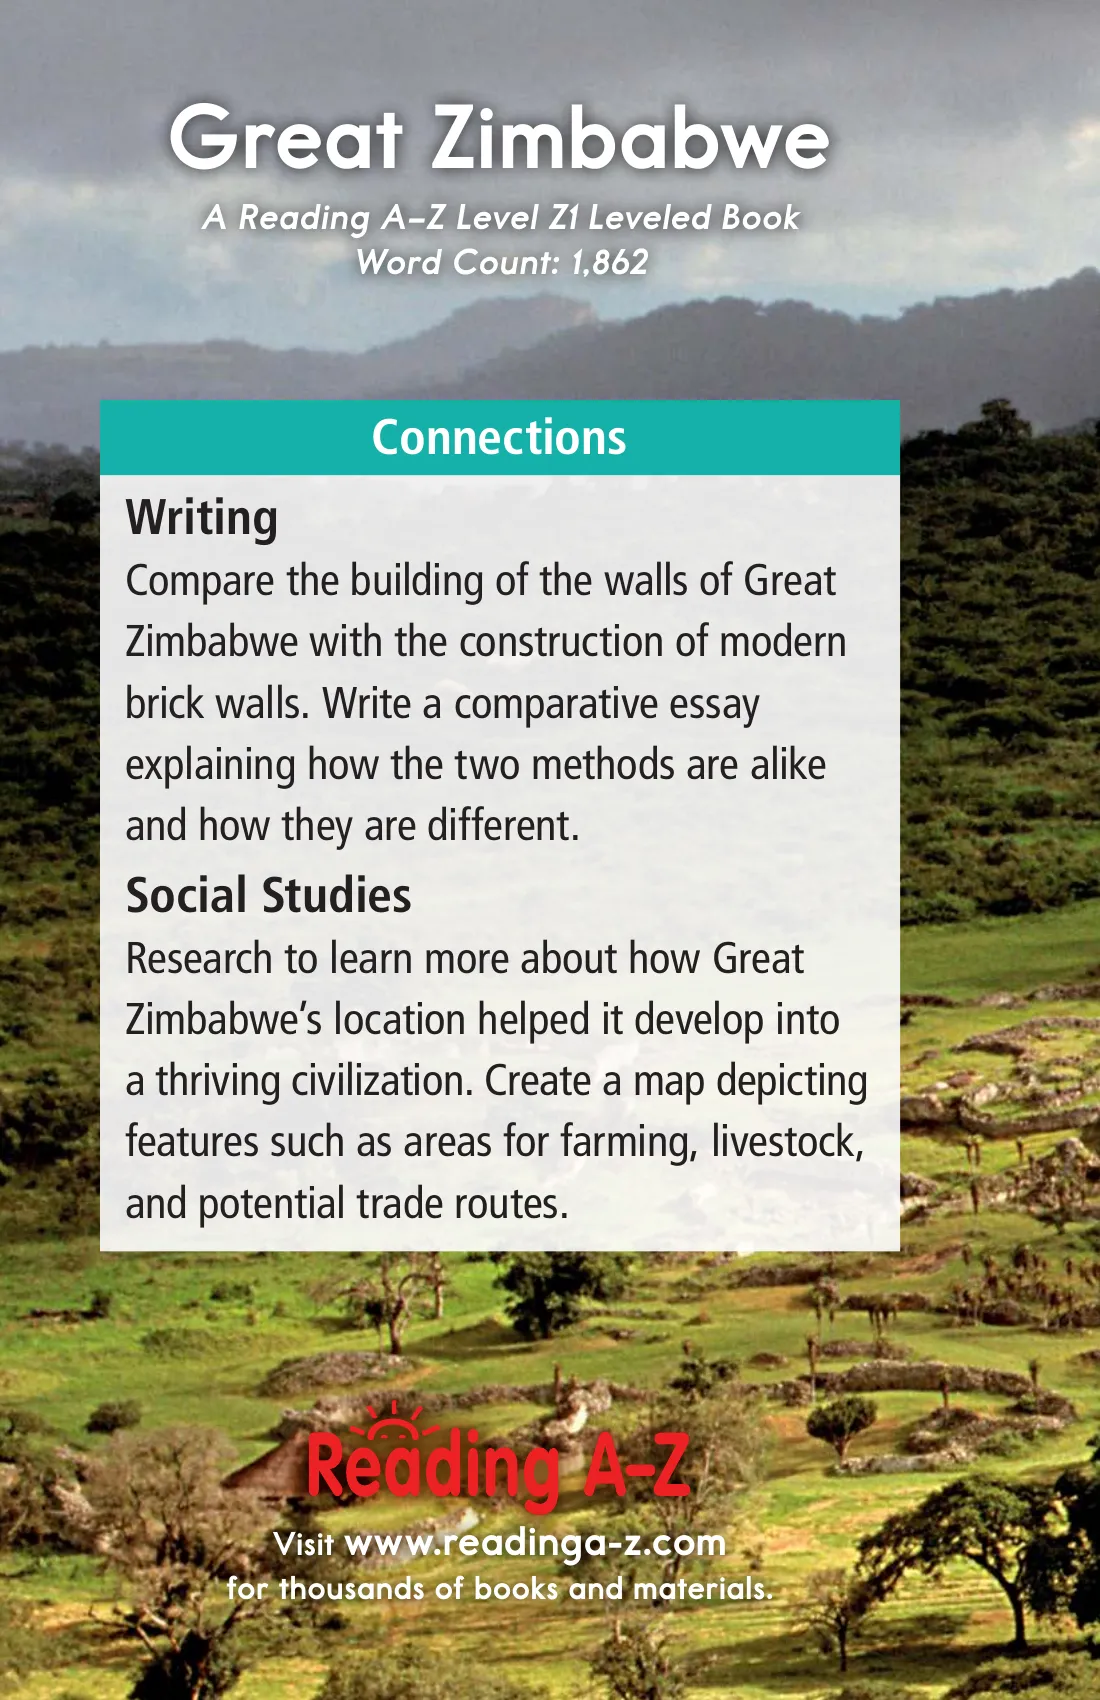 Great Zimbabwe
A Reading A–Z Level Z1 Leveled Book
Word Count: 1,862
Connections
Writing
Compare the building of the walls of Great
Zimbabwe with the construction of modern
brick walls. Write a comparative essay
explaining how the two methods are alike
and how they are different.
Social Studies
Research to learn more about how Great
Zimbabwe’s location helped it develop into
a thriving civilization. Create a map depicting
features such as areas for farming, livestock,
and potential trade routes.
Reading A–Z
Visit www.readinga-z.com
for thousands of books and materials.